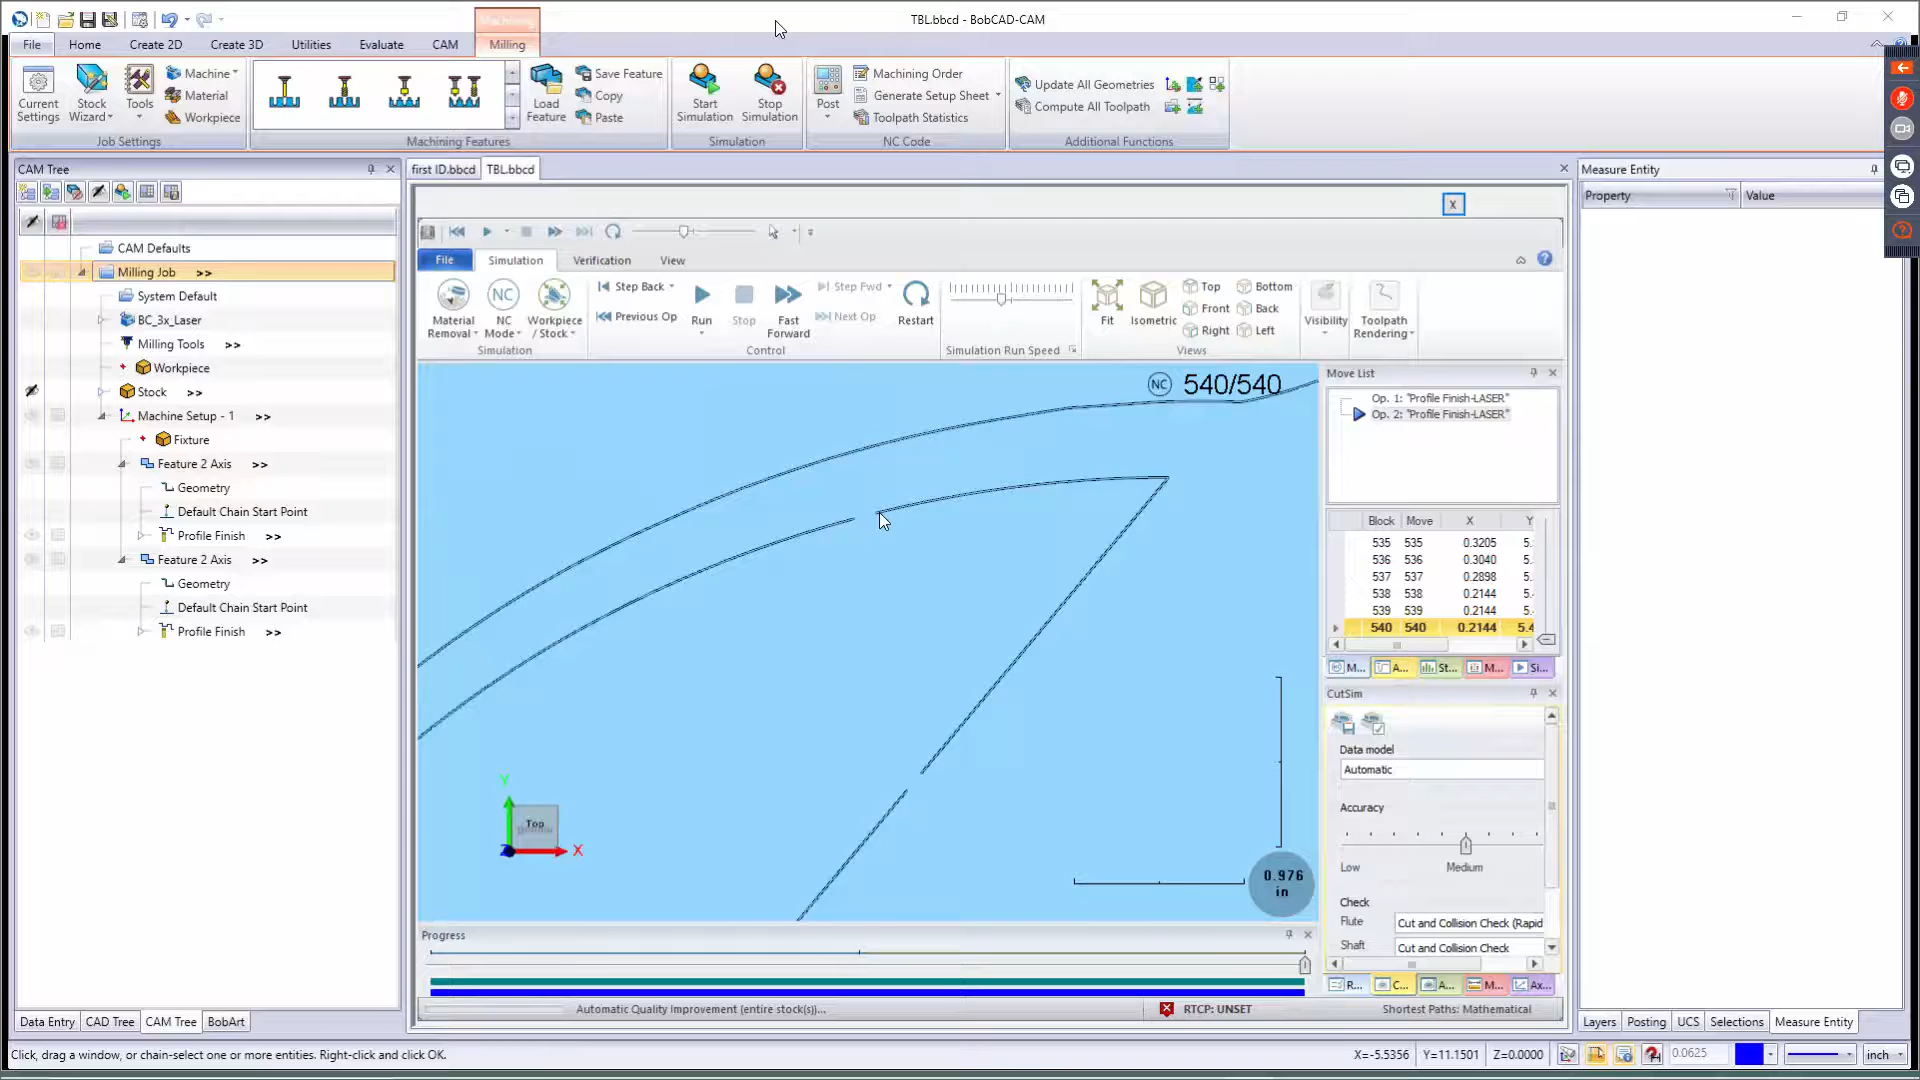 TBL.bbcd - BobCAD-CAM
File Home Create 2D Create 3D Utilities Evaluate CAM Milling
Current Settings
Stock Wizard
Tools
Machine
Material
Workpiece
Job Settings
Machining Features
Load Feature
Save Feature
Copy
Paste
Start Simulation
Stop Simulation
Simulation
Post
Machining Order
Generate Setup Sheet
Toolpath Statistics
NC Code
Update All Geometries
Compute All Toolpath
Additional Functions
CAM Tree
CAM Defaults
Milling Job >>
System Default
BC_3x_Laser
Milling Tools >>
Workpiece
Stock >>
Machine Setup - 1 >>
Fixture
Feature 2 Axis >>
Geometry
Default Chain Start Point
Profile Finish >>
Feature 2 Axis >>
Geometry
Default Chain Start Point
Profile Finish >>
Data Entry CAD Tree CAM Tree BobArt
first ID.bbcd TBL.bbcd
X
File Simulation Verification View
Material Removal
NC Mode
Workpiece / Stock
Simulation
Step Back
Previous Op
Run
Stop
Fast Forward
Step Fwd
Next Op
Restart
Control
Simulation Run Speed
Fit
Isometric
Top
Front
Right
Bottom
Back
Left
Views
Visibility
Toolpath Rendering
NC 540/540
Y
Top
Z X
0.976 in
Move List
Op. 1: "Profile Finish-LASER"
Op. 2: "Profile Finish-LASER"
Block Move X Y
535 535 0.3205 5.
536 536 0.3040 5.
537 537 0.2898 5.
538 538 0.2144 5.
539 539 0.2144 5.
540 540 0.2144 5.4
M... A... St... M... Si...
CutSim
Data model
Automatic
Accuracy
Low Medium
Check
Flute Cut and Collision Check (Rapid
Shaft Cut and Collision Check
R... C... A... M... Ax...
Progress
Automatic Quality Improvement (entire stock(s))...
RTCP: UNSET
Shortest Paths: Mathematical
Measure Entity
Property Value
Layers Posting UCS Selections Measure Entity
Click, drag a window, or chain-select one or more entities. Right-click and click OK.
X=-5.5356 Y=11.1501 Z=0.0000
0.0625
inch